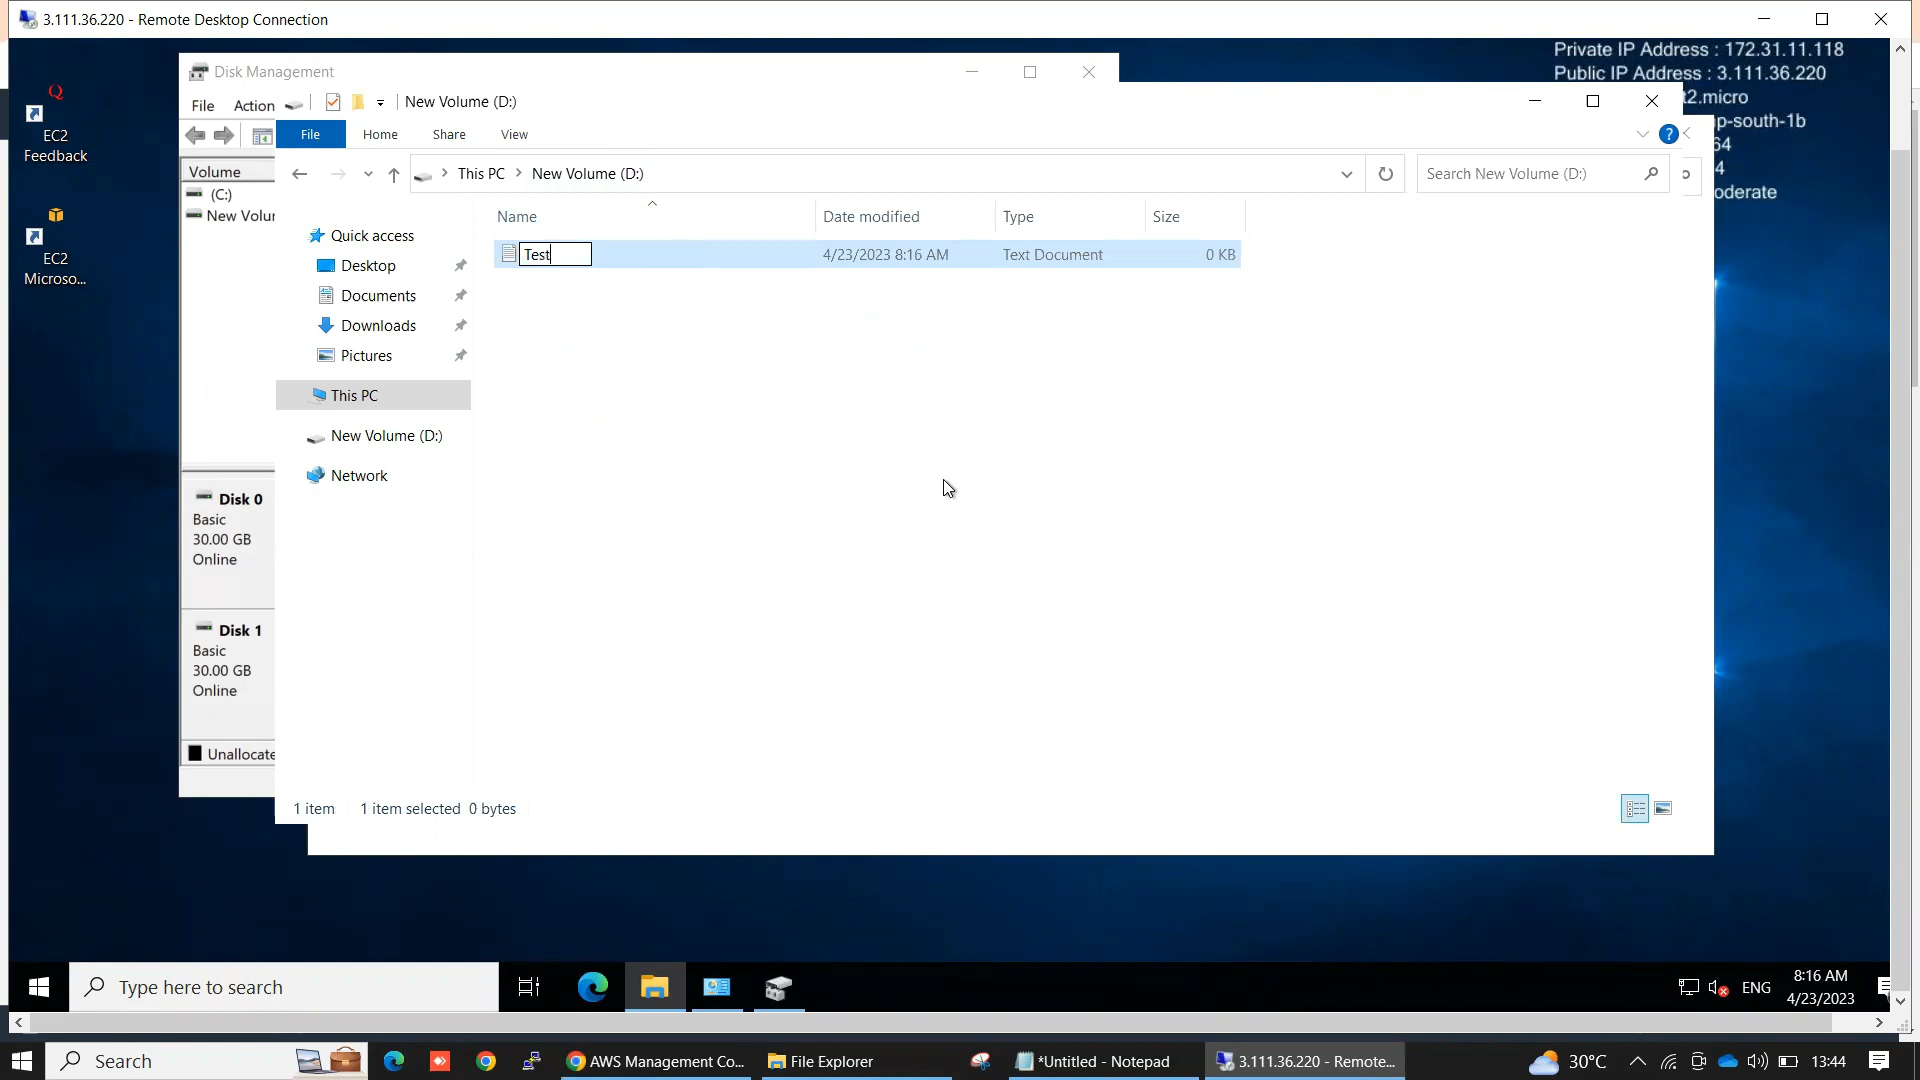 3.111.36.220 - Remote Desktop Connection
Private IP Address : 172.31.11.118
Public IP Address : 3.111.36.220
t2.micro
p-south-1b
64
4
oderate
EC2
Feedback
EC2
Microso...
Disk Management
File Action
Volume
(C:)
New Volur
Disk 0
Basic
30.00 GB
Online
Disk 1
Basic
30.00 GB
Online
Unallocate
New Volume (D:)
File Home Share View
This PC > New Volume (D:)
Search New Volume (D:)
Quick access
Desktop
Documents
Downloads
Pictures
This PC
New Volume (D:)
Network
Name Date modified Type Size
Test 4/23/2023 8:16 AM Text Document 0 KB
1 item 1 item selected 0 bytes
Type here to search
ENG
8:16 AM
4/23/2023
Search
AWS Management Co...
File Explorer
*Untitled - Notepad
3.111.36.220 - Remote...
30°C
13:44